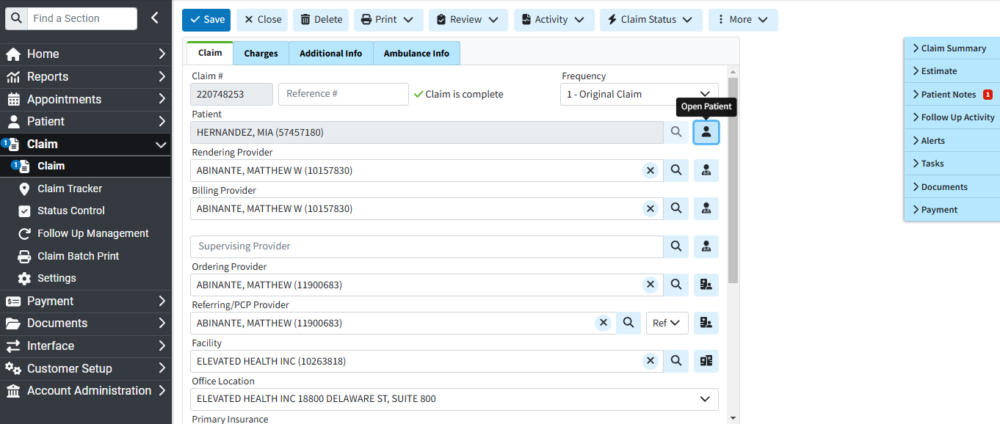 Find a Section
Home
Reports
Appointments
Patient
1 Claim
1 Claim
Claim Tracker
Status Control
Follow Up Management
Claim Batch Print
Settings
Payment
Documents
Interface
Customer Setup
Account Administration
Save Close Delete Print Review Activity Claim Status More
Claim Charges Additional Info Ambulance Info
Claim # Frequency
220748253 Reference # Claim is complete 1 - Original Claim
Open Patient
Patient
HERNANDEZ, MIA (57457180)
Rendering Provider
ABINANTE, MATTHEW W (10157830)
Billing Provider
ABINANTE, MATTHEW W (10157830)
Supervising Provider
Ordering Provider
ABINANTE, MATTHEW (11900683)
Referring/PCP Provider
ABINANTE, MATTHEW (11900683) Ref
Facility
ELEVATED HEALTH INC (10263818)
Office Location
ELEVATED HEALTH INC 18800 DELAWARE ST, SUITE 800
Primary Insurance
Claim Summary
Estimate
Patient Notes 1
Follow Up Activity
Alerts
Tasks
Documents
Payment